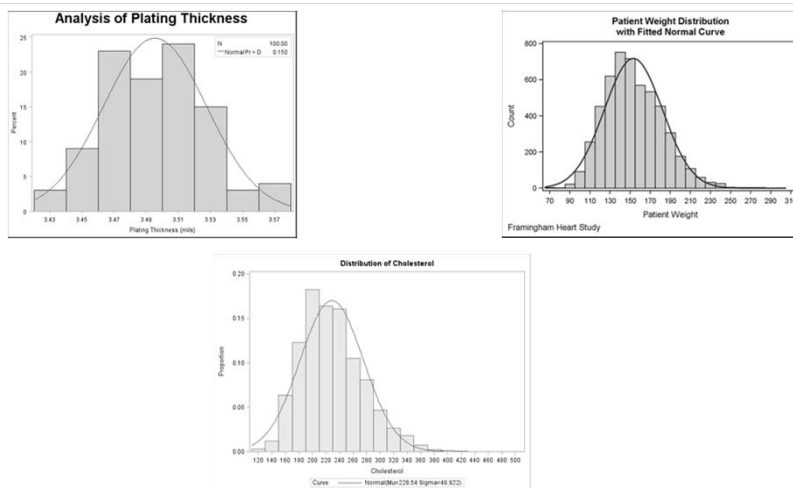 Analysis of Plating Thickness
25
20
15
10
5
0
Percent
N 100.00
Normal Pr > D 0.150
3.43 3.45 3.47 3.49 3.51 3.53 3.55 3.57
Plating Thickness (mils)
Patient Weight Distribution
with Fitted Normal Curve
800
600
400
200
0
Count
70 90 110 130 150 170 190 210 230 250 270 290 310
Patient Weight
Framingham Heart Study
Distribution of Cholesterol
0.20
0.15
0.10
0.05
0.00
Proportion
120 140 160 180 200 220 240 260 280 300 320 340 360 380 400 420 440 460 480 500
Cholesterol
Curve Normal(Mu=228.54 Sigma=46.922)